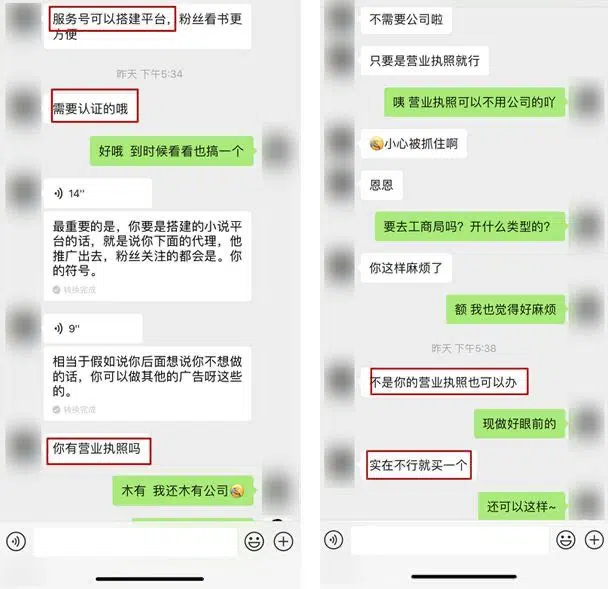 服务号可以搭建平台，粉丝看书更
方便
昨天 下午5:34
需要认证的哦
好哦 到时候看看也搞一个
14"
最重要的是，你要是搭建的小说平
台的话，就是说你下面的代理，他
推广出去，粉丝关注的都会是。你
的符号。
转换完成
9"
相当于假如说你后面想说你不想做
的话，你可以做其他的广告呀这些
的。
转换完成
你有营业执照吗
木有 我还木有公司
不需要公司啦
只要是营业执照就行
咦 营业执照可以不用公司的吖
小心被抓住啊
恩恩
要去工商局吗？开什么类型的？
你这样麻烦了
额 我也觉得好麻烦
昨天 下午5:38
不是你的营业执照也可以办
现做好眼前的
实在不行就买一个
还可以这样~